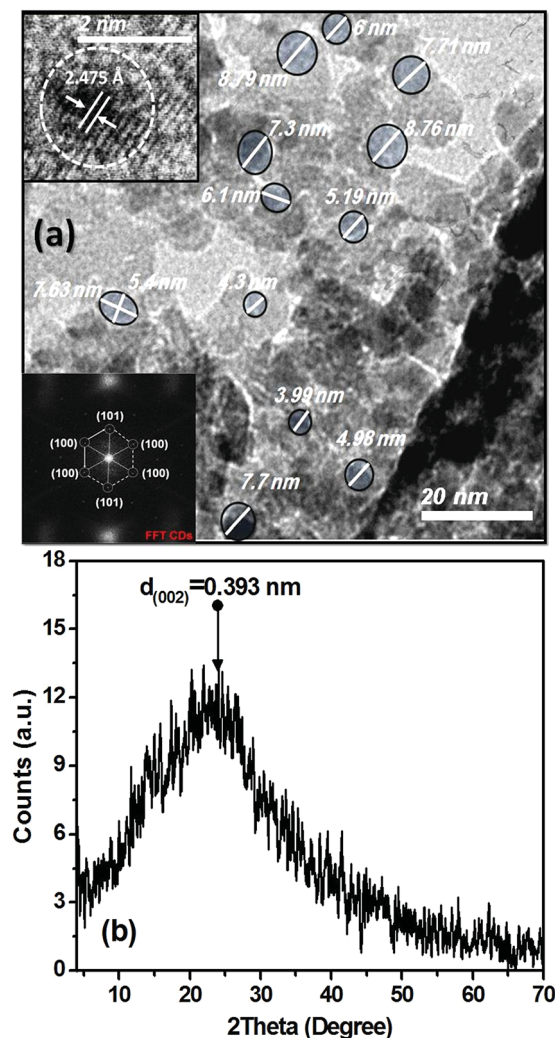 2 nm
2.475 Å
6 nm
8.79 nm
7.71 nm
7.3 nm
8.76 nm
6.1 nm
5.19 nm
(a)
7.63 nm
5.4 nm
4.3 nm
3.99 nm
4.98 nm
7.7 nm
20 nm
(101)
(100) (100)
(100) (100)
(101)
FFT CDs
d(002)=0.393 nm
Counts (a.u.)
18
15
12
9
6
3
0
(b)
10 20 30 40 50 60 70
2Theta (Degree)